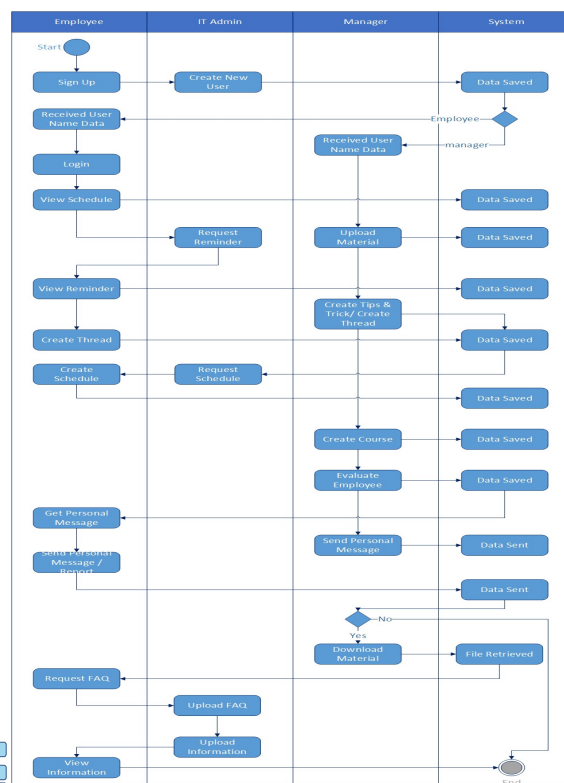 Employee
IT Admin
Manager
System
Start
Sign Up
Create New
User
Data Saved
Received User
Name Data
Employee
manager
Received User
Name Data
Login
View Schedule
Data Saved
Request
Reminder
Upload
Material
Data Saved
View Reminder
Data Saved
Create Tips &
Trick/ Create
Thread
Create Thread
Data Saved
Create
Schedule
Request
Schedule
Data Saved
Create Course
Data Saved
Evaluate
Employee
Data Saved
Get Personal
Message
Send Personal
Message
Data Sent
Send Personal
Message /
Report
Data Sent
No
Yes
Download
Material
File Retrieved
Request FAQ
Upload FAQ
Upload
Information
View
Information
End